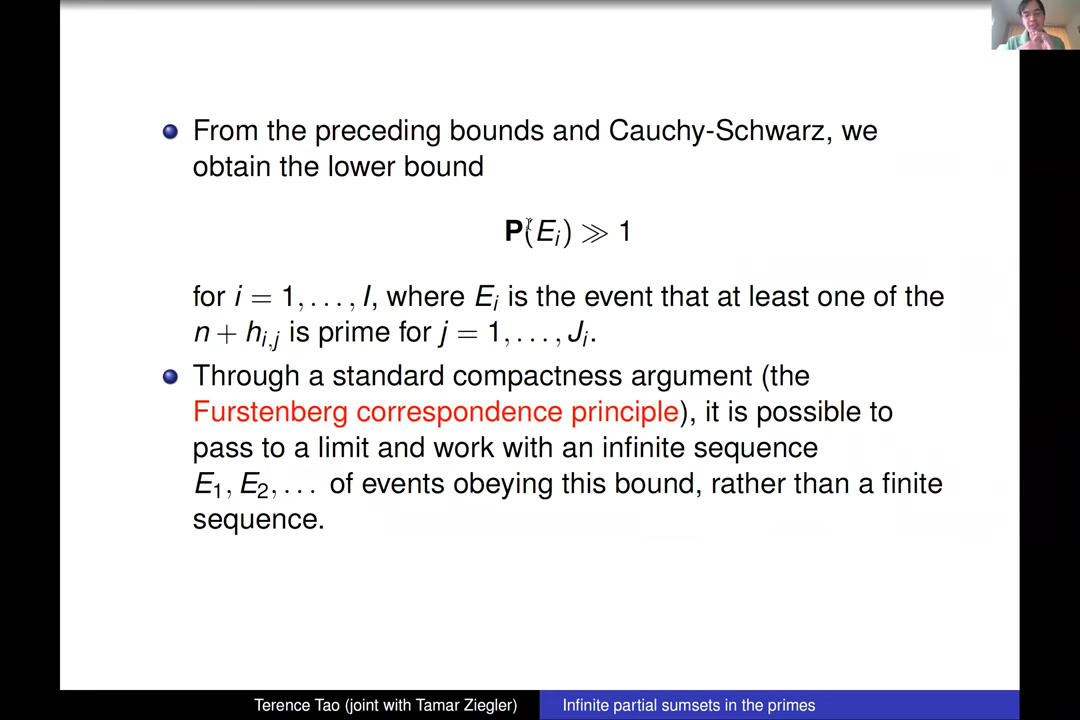 From the preceding bounds and Cauchy-Schwarz, we
obtain the lower bound
P(E_i) ≫ 1
for i = 1, . . . , I, where E_i is the event that at least one of the
n + h_{i,j} is prime for j = 1, . . . , J_i.
Through a standard compactness argument (the
Furstenberg correspondence principle), it is possible to
pass to a limit and work with an infinite sequence
E_1, E_2, . . . of events obeying this bound, rather than a finite
sequence.
Terence Tao (joint with Tamar Ziegler)
Infinite partial sumsets in the primes